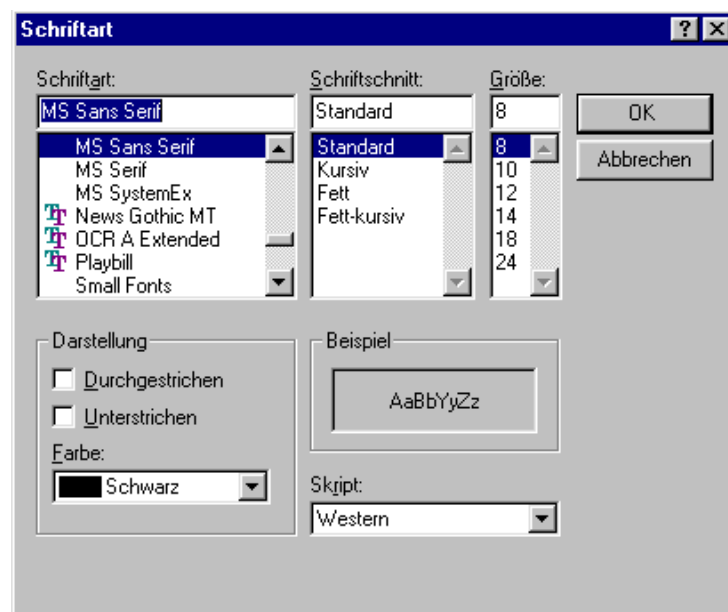 Schriftart
Schriftart:
MS Sans Serif
MS Sans Serif
MS Serif
MS SystemEx
News Gothic MT
OCR A Extended
Playbill
Small Fonts
Schriftschnitt:
Standard
Standard
Kursiv
Fett
Fett-kursiv
Größe:
8
8
10
12
14
18
24
OK
Abbrechen
Darstellung
Durchgestrichen
Unterstrichen
Farbe:
Schwarz
Beispiel
AaBbYyZz
Skript:
Western